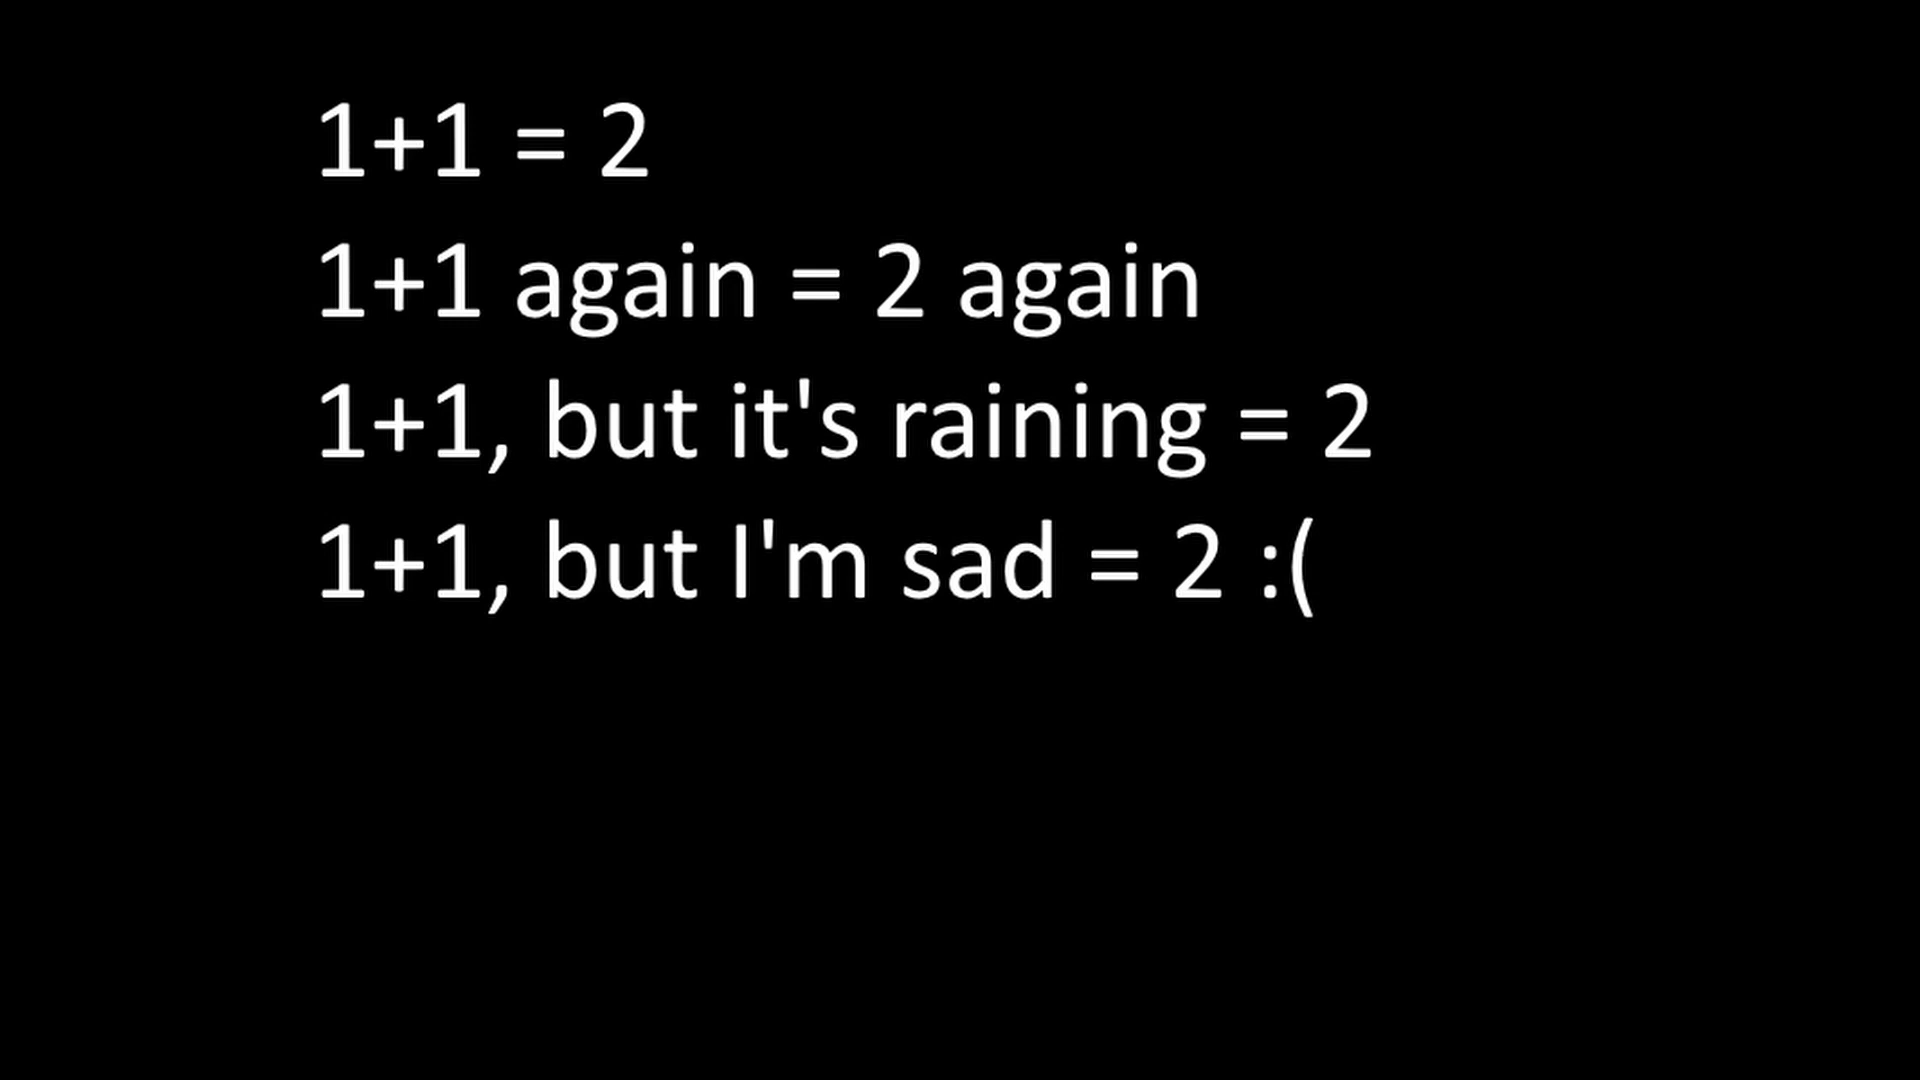 1+1 = 2
1+1 again = 2 again
1+1, but it's raining = 2
1+1, but I'm sad = 2 :(